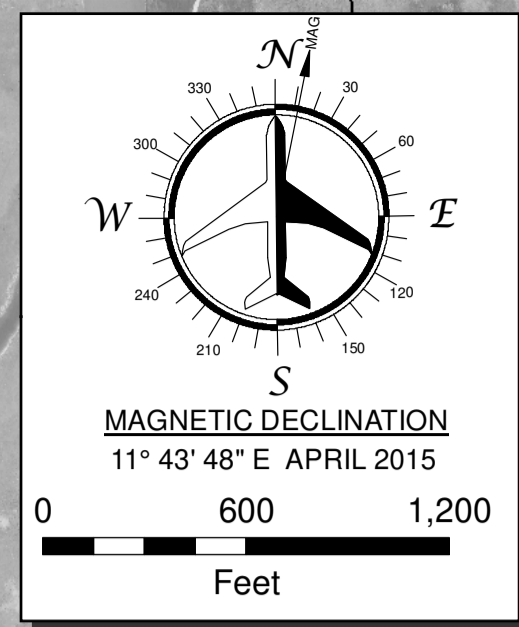 N
MAG
330
30
300
60
W
E
240
120
210
150
S
MAGNETIC DECLINATION
11° 43' 48" E APRIL 2015
0 600 1,200
Feet